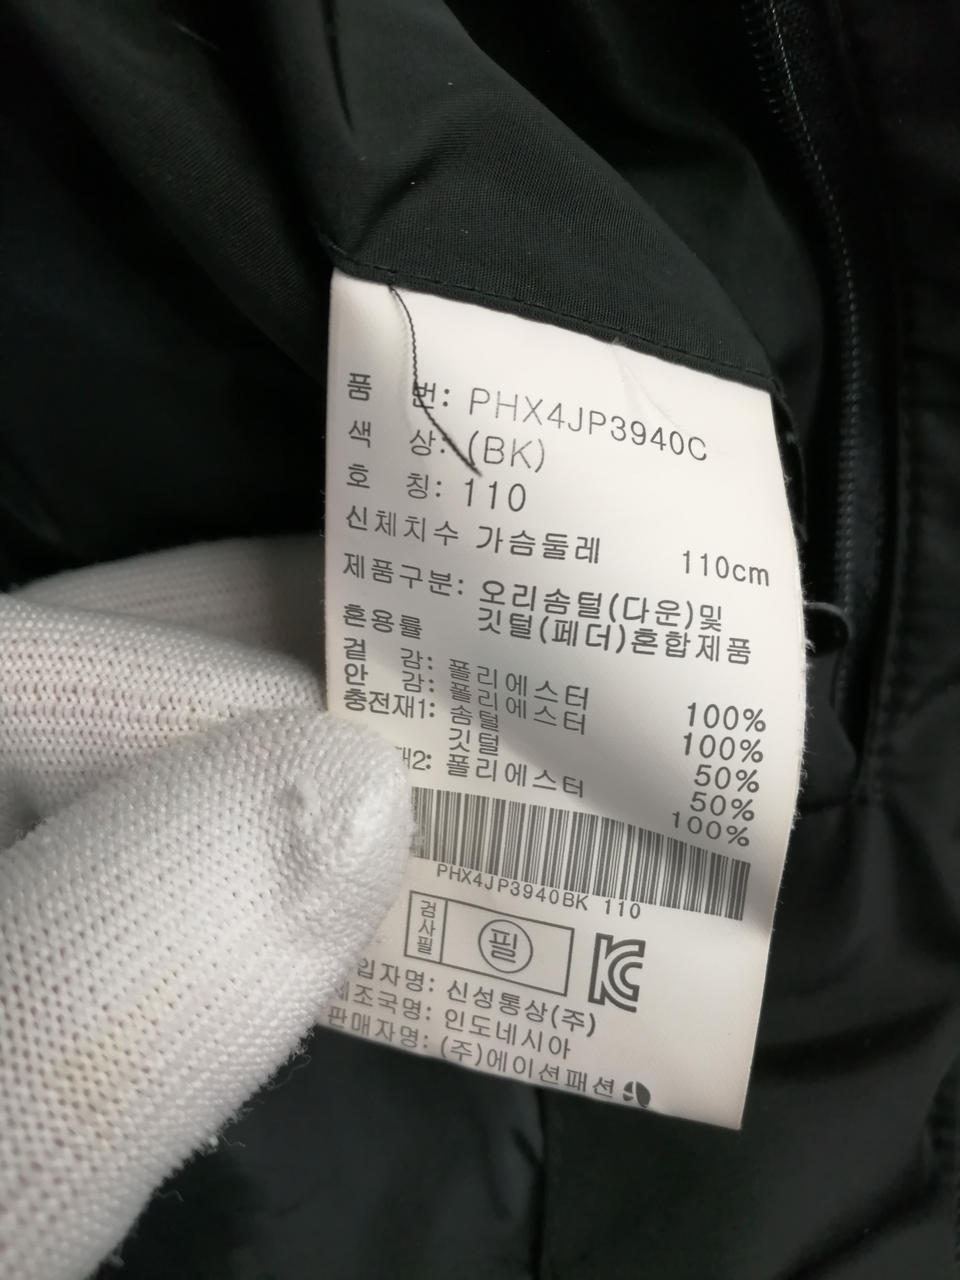 품 번: PHX4JP3940C
색 상: (BK)
호 칭: 110
신체치수 가슴둘레 110cm
제품구분: 오리솜털(다운)및
깃털(페더)혼합제품
혼용률
겉 감: 폴리에스터 100%
안 감: 폴리에스터 100%
충전재1: 솜털 50%
깃털 50%
재2: 폴리에스터 100%
PHX4JP3940BK 110
검사필 필
입자명: 신성통상(주)
제조국명: 인도네시아
판매자명: (주)에이션패션